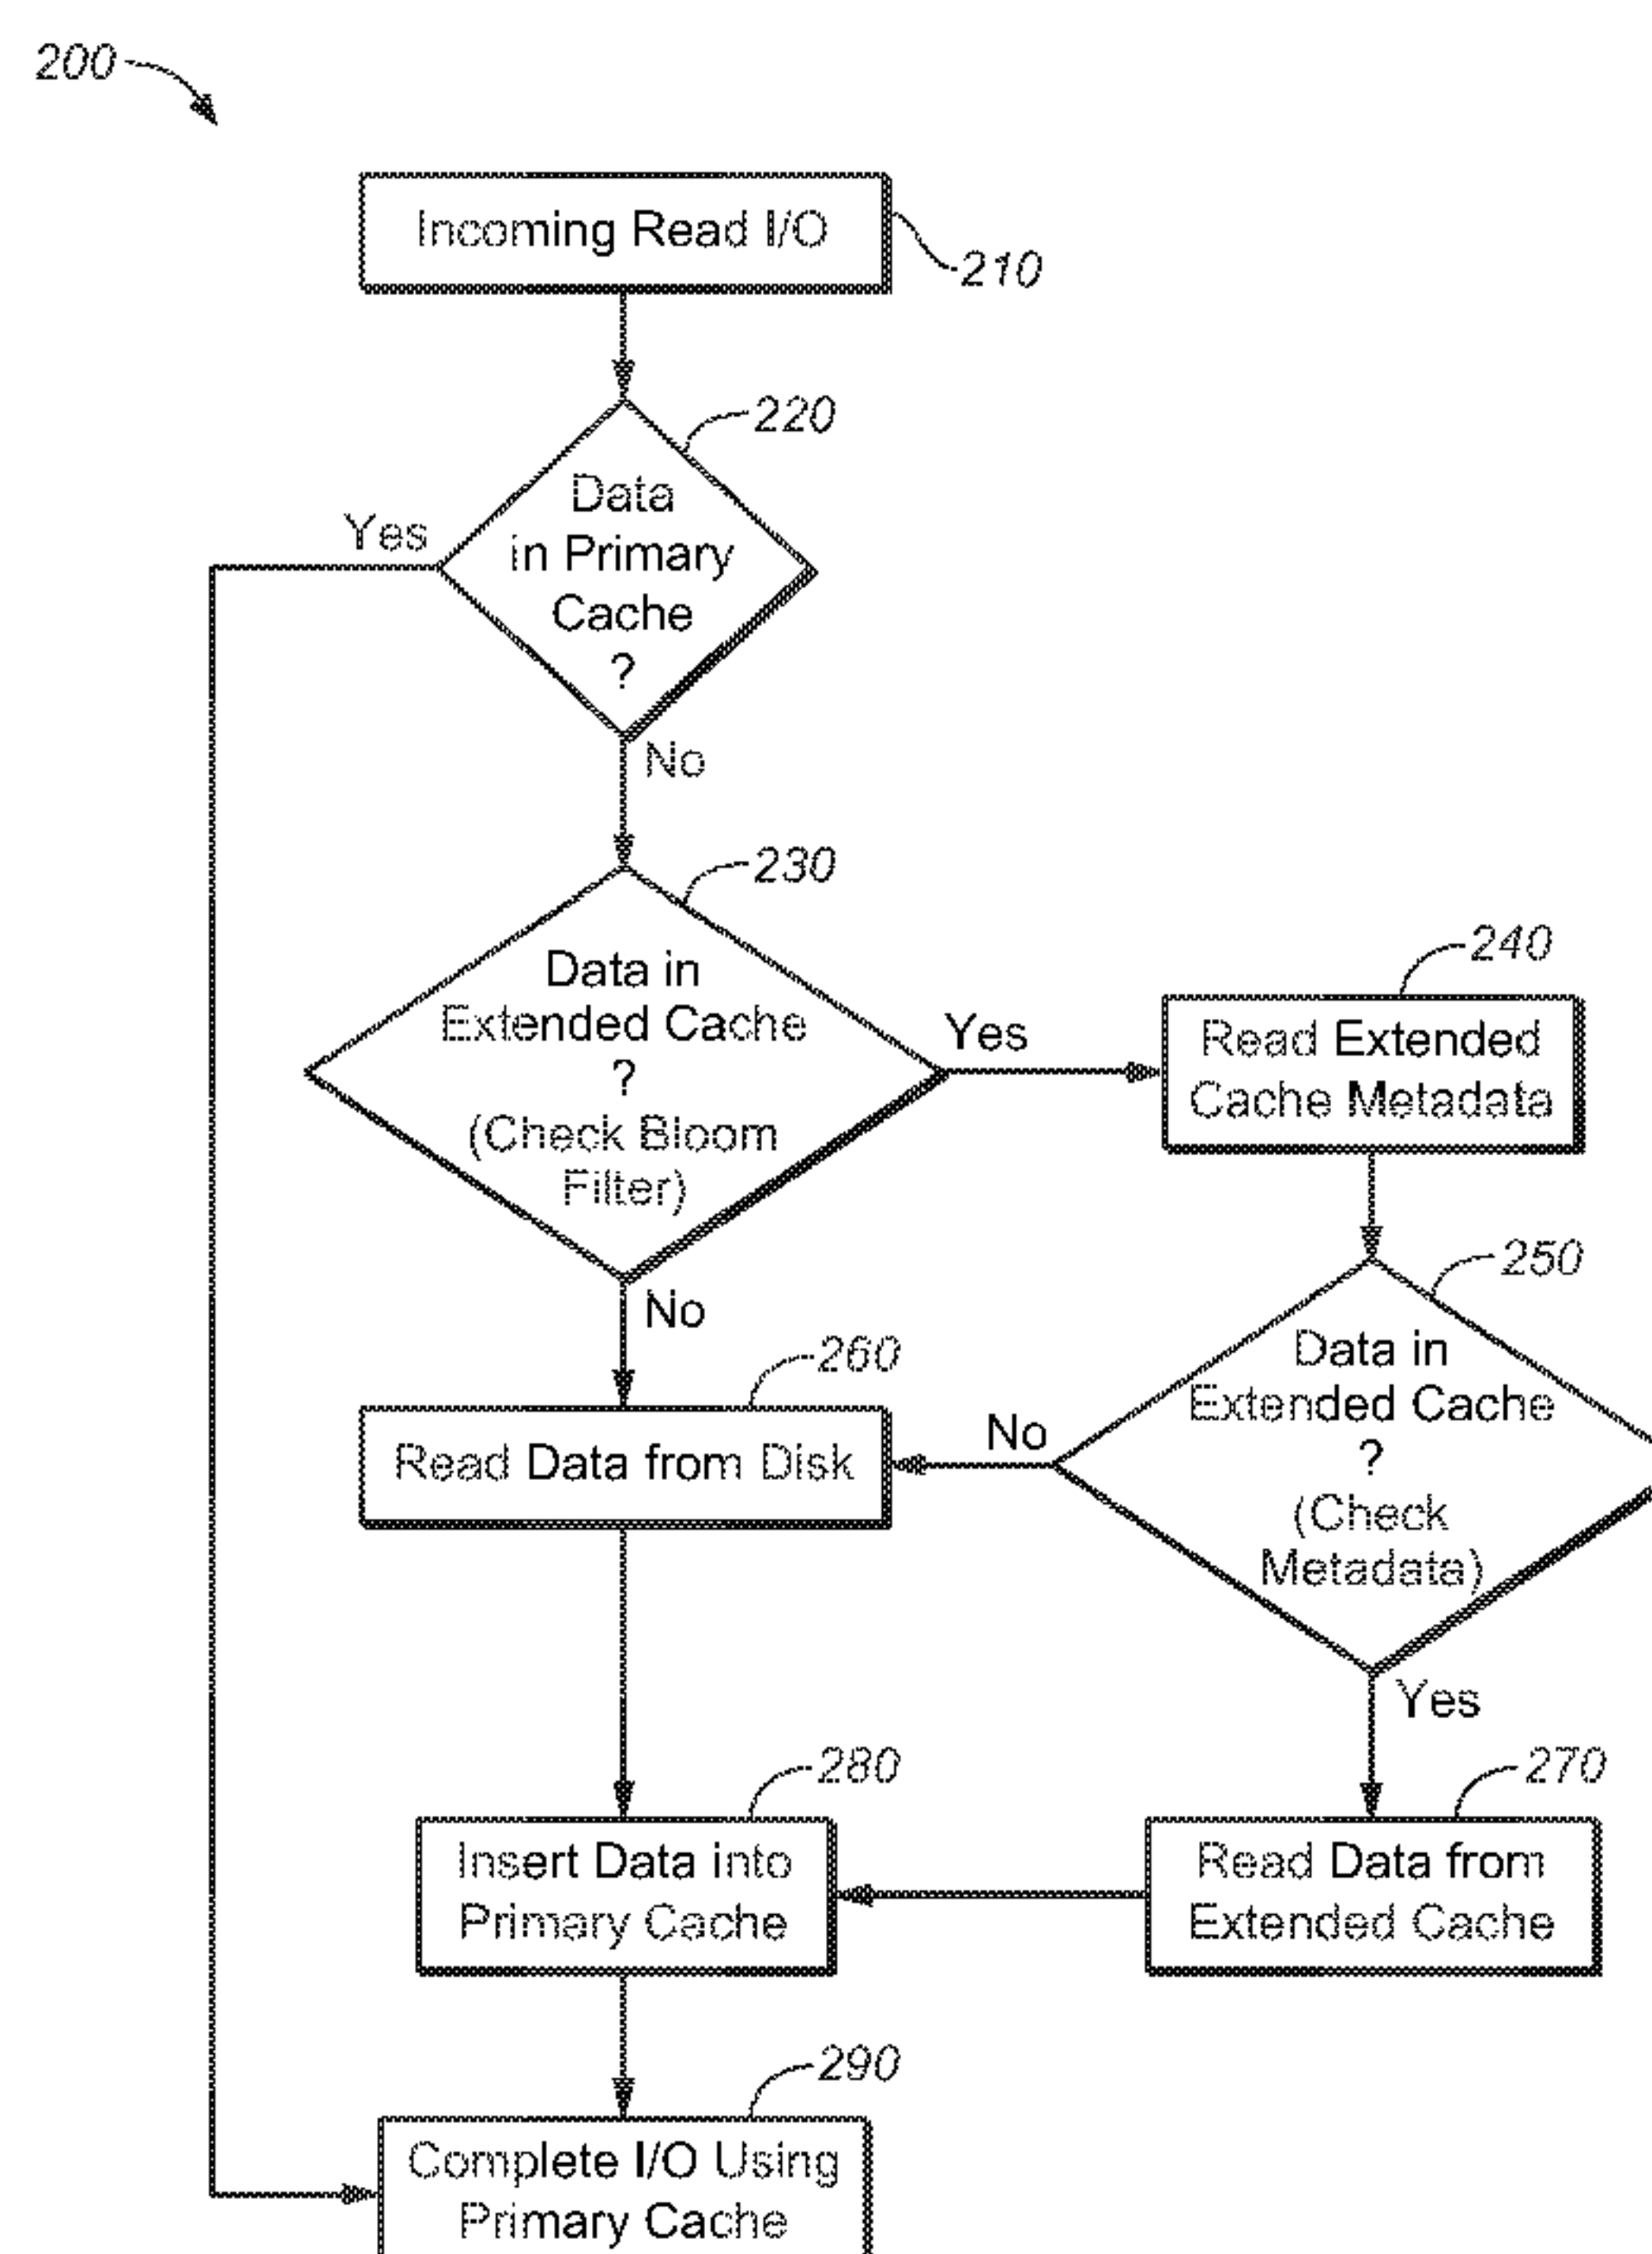 200
Incoming Read I/O
210
220
Data
in Primary
Cache
?
Yes
No
230
Data in
Extended Cache
?
(Check Bloom
Filter)
Yes
No
240
Read Extended
Cache Metadata
250
Data in
Extended Cache
?
(Check
Metadata)
No
Yes
260
Read Data from Disk
270
Read Data from
Extended Cache
280
Insert Data into
Primary Cache
290
Complete I/O Using
Primary Cache